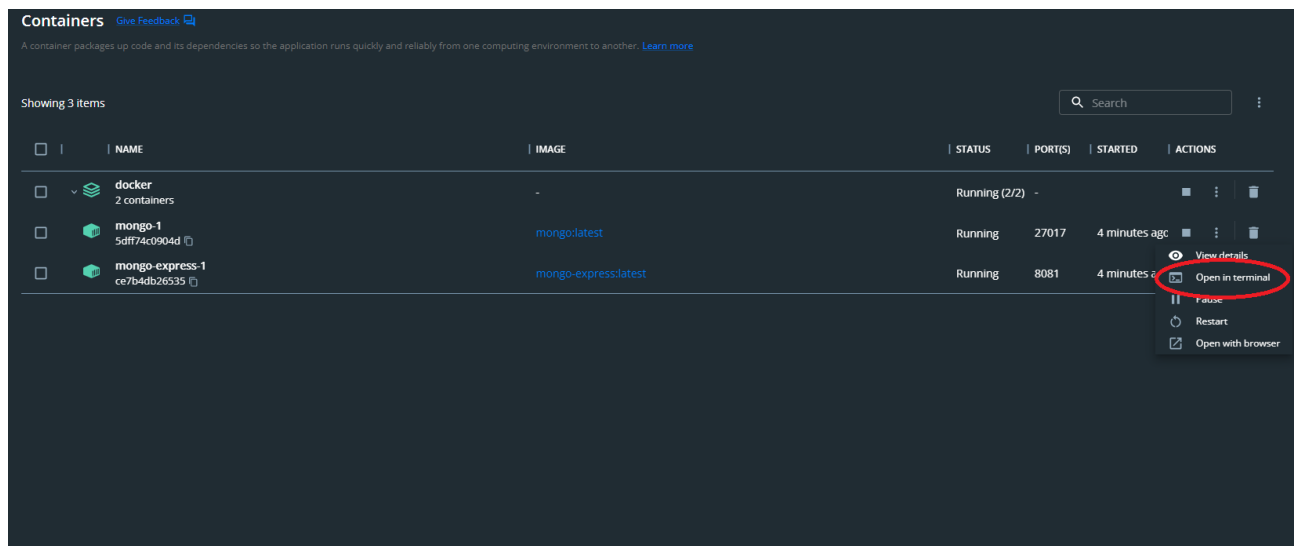 Containers Give Feedback
A container packages up code and its dependencies so the application runs quickly and reliably from one computing environment to another. Learn more
Showing 3 items
Search
NAME IMAGE STATUS PORT(S) STARTED ACTIONS
docker - Running (2/2) -
2 containers
mongo-1 mongo:latest Running 27017 4 minutes ago
5dff74c0904d
mongo-express-1 mongo-express:latest Running 8081 4 minutes a
ce7b4db26535
View details
Open in terminal
Pause
Restart
Open with browser